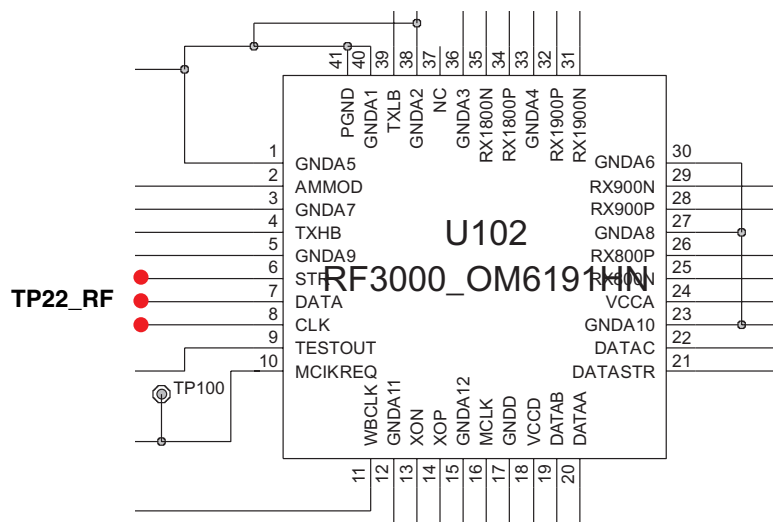 41 40 39 38 37 36 35 34 33 32 31
PGND GNDA1 TXLB GNDA2 NC GNDA3 RX1800N RX1800P GNDA4 RX1900P RX1900N
1 GNDA5
2 AMMOD
3 GNDA7
4 TXHB
5 GNDA9
6 STR
7 DATA
8 CLK
9 TESTOUT
10 MCIKREQ
TP22_RF
TP100
U102
RF3000_OM6191HN
GNDA6 30
RX900N 29
RX900P 28
GNDA8 27
RX800P 26
RX800N 25
VCCA 24
GNDA10 23
DATAC 22
DATASTR 21
WBCLK GNDA11 XON XOP GNDA12 MCLK GNDD VCCD DATAB DATAA
11 12 13 14 15 16 17 18 19 20